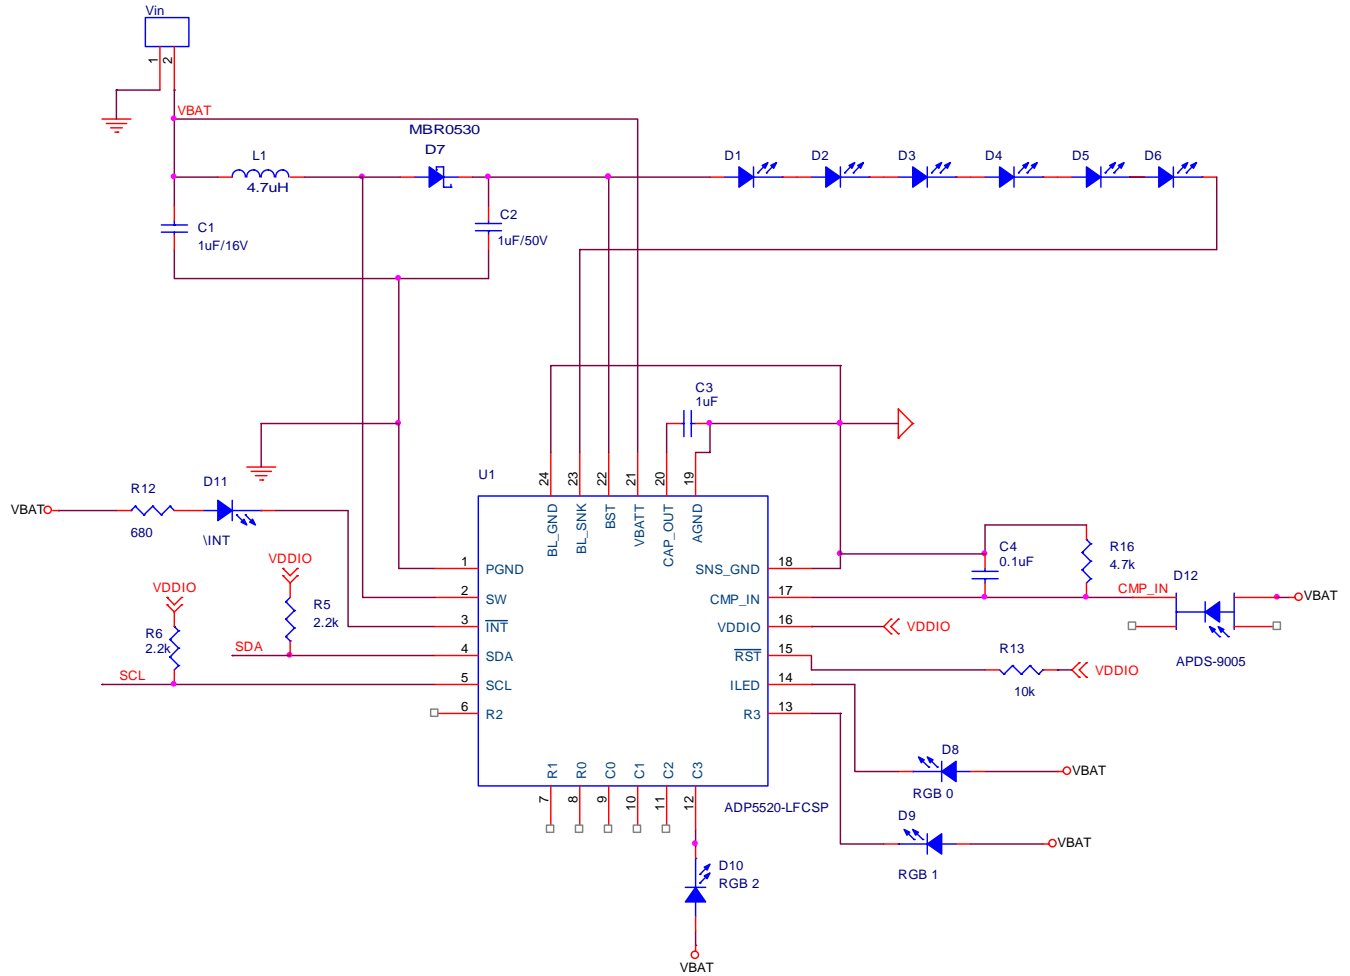 Vin
1
2
VBAT
MBR0530
D7
L1
4.7uH
D1
D2
D3
D4
D5
D6
C1
1uF/16V
C2
1uF/50V
C3
1uF
U1
24
23
22
21
20
19
BL_GND
BL_SNK
BST
VBATT
CAP_OUT
AGND
VBAT
R12
680
D11
\INT
VDDIO
VDDIO
R5
2.2k
R6
2.2k
SDA
SCL
1 PGND
2 SW
3 INT
4 SDA
5 SCL
6 R2
SNS_GND 18
CMP_IN 17
VDDIO 16
RST 15
ILED 14
R3 13
C4
0.1uF
R16
4.7k
CMP_IN
D12
VBAT
APDS-9005
VDDIO
R13
10k
VDDIO
R1
R0
C0
C1
C2
C3
7
8
9
10
11
12
ADP5520-LFCSP
D8
RGB 0
VBAT
D9
RGB 1
VBAT
D10
RGB 2
VBAT